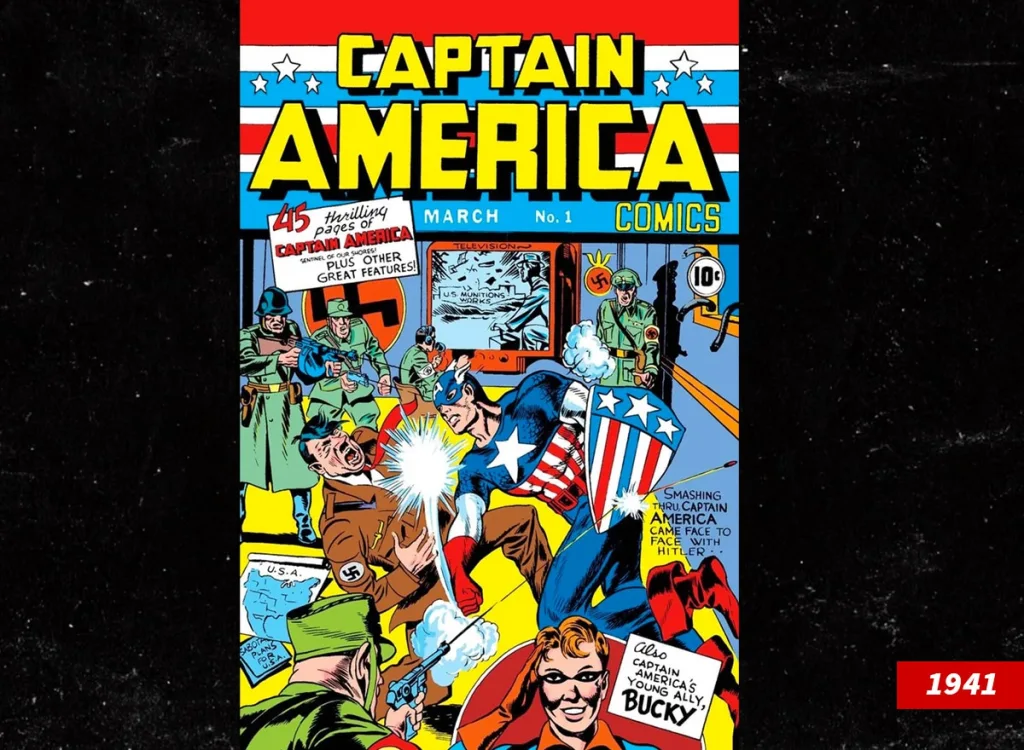 CAPTAIN
AMERICA
MARCH No. 1 COMICS
45 thrilling
pages of
CAPTAIN AMERICA
SENTINEL OF OUR SHORES!
PLUS OTHER
GREAT FEATURES!
TELEVISION
U.S. MUNITIONS
WORKS
10¢
SMASHING
THRU, CAPTAIN
AMERICA
CAME FACE TO
FACE WITH
HITLER..
U.S.A.
PLANS
FOR
U.S.A.
Also
CAPTAIN
AMERICA'S
YOUNG ALLY,
BUCKY
1941